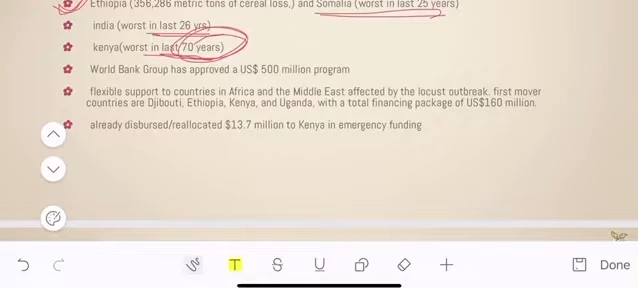 Ethiopia (356,286 metric tons of cereal loss,) and Somalia (worst in last 25 years)
india (worst in last 26 yrs)
kenya(worst in last 70 years)
World Bank Group has approved a US$ 500 million program
flexible support to countries in Africa and the Middle East affected by the locust outbreak. first mover
countries are Djibouti, Ethiopia, Kenya, and Uganda, with a total financing package of US$160 million.
already disbursed/reallocated $13.7 million to Kenya in emergency funding
T S U Done